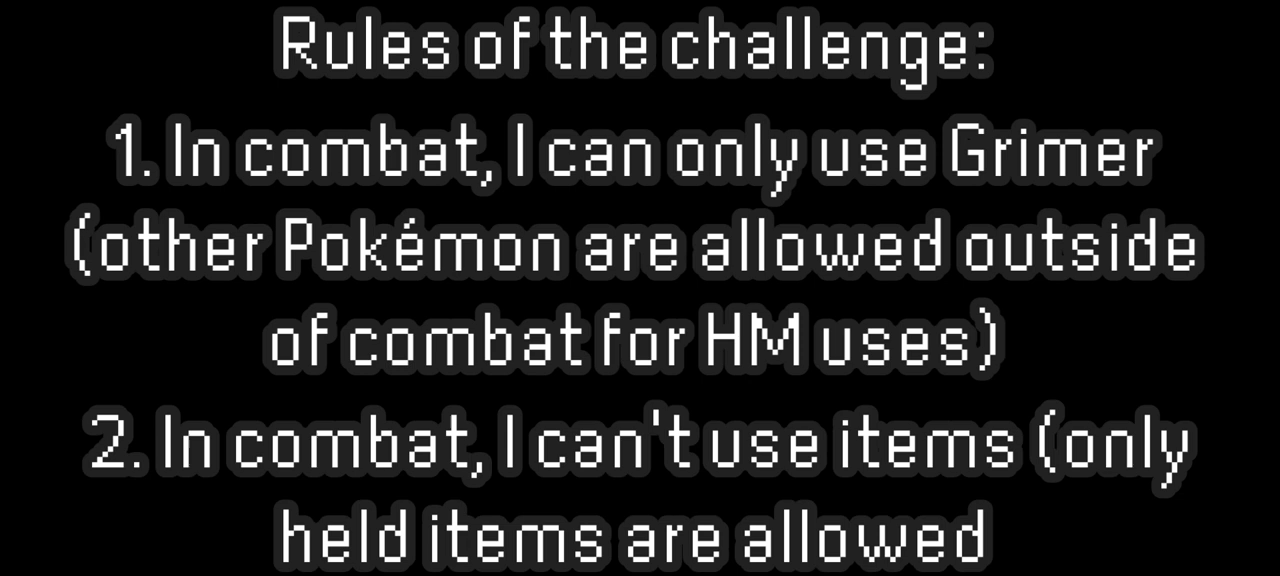 Rules of the challenge:
1. In combat, I can only use Grimer
(other Pokémon are allowed outside
of combat for HM uses)
2. In combat, I can't use items (only
held items are allowed